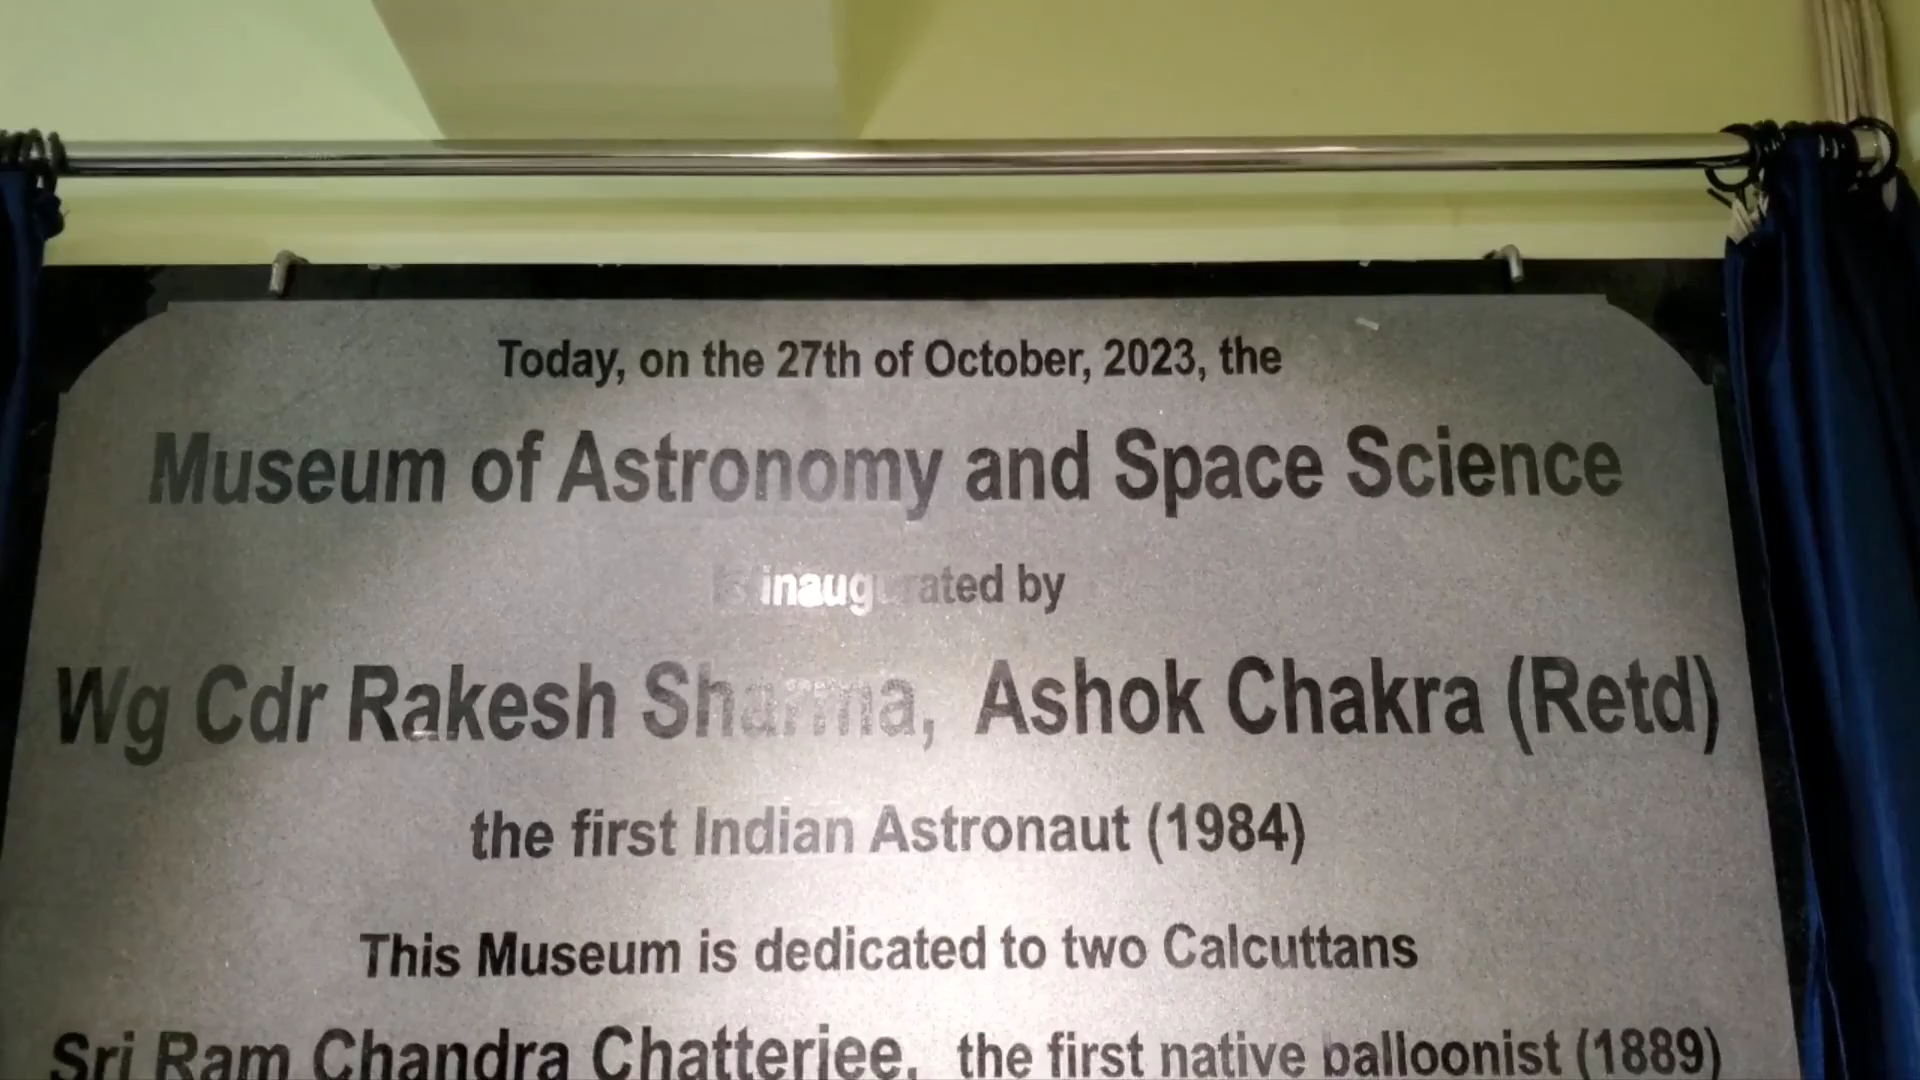 Today, on the 27th of October, 2023, the
Museum of Astronomy and Space Science
is inaugurated by
Wg Cdr Rakesh Sharma, Ashok Chakra (Retd)
the first Indian Astronaut (1984)
This Museum is dedicated to two Calcuttans
Sri Ram Chandra Chatterjee, the first native balloonist (1889)